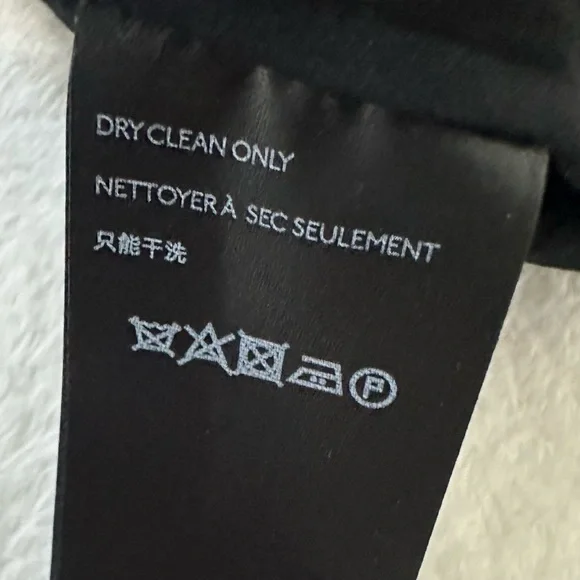 DRY CLEAN ONLY
NETTOYER À SEC SEULEMENT
只能干洗
P